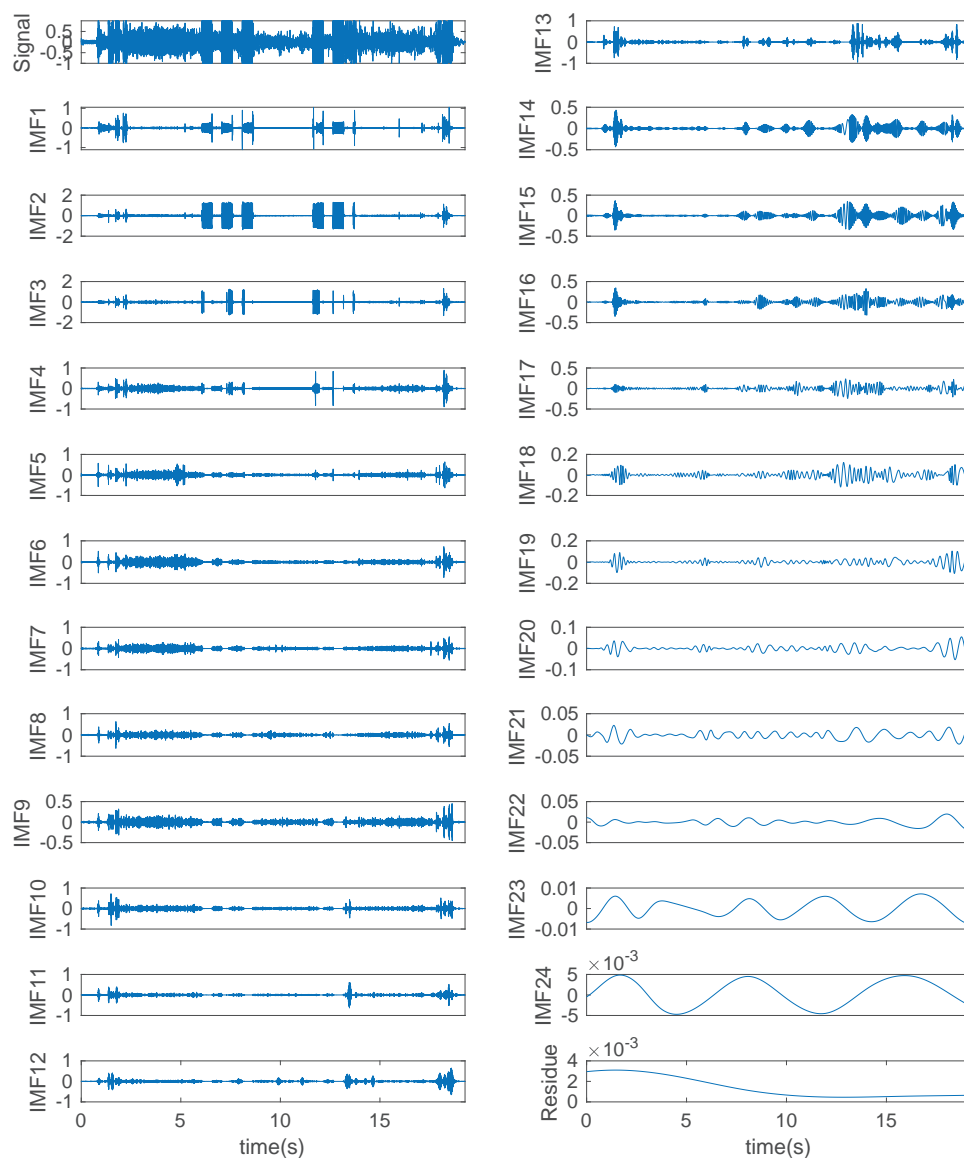 Signal
0.5
0
-0.5
-1
IMF1
1
0
-1
IMF2
2
0
-2
IMF3
2
0
-2
IMF4
1
0
-1
IMF5
1
0
-1
IMF6
1
0
-1
IMF7
1
0
-1
IMF8
1
0
-1
IMF9
0.5
0
-0.5
IMF10
1
0
-1
IMF11
1
0
-1
IMF12
1
0
-1
0 5 10 15
time(s)
IMF13
1
0
-1
IMF14
0.5
0
-0.5
IMF15
0.5
0
-0.5
IMF16
0.5
0
-0.5
IMF17
0.5
0
-0.5
IMF18
0.2
0
-0.2
IMF19
0.2
0
-0.2
IMF20
0.1
0
-0.1
IMF21
0.05
0
-0.05
IMF22
0.05
0
-0.05
IMF23
0.01
0
-0.01
IMF24
×10⁻³
5
0
-5
Residue
×10⁻³
4
2
0
0 5 10 15
time(s)